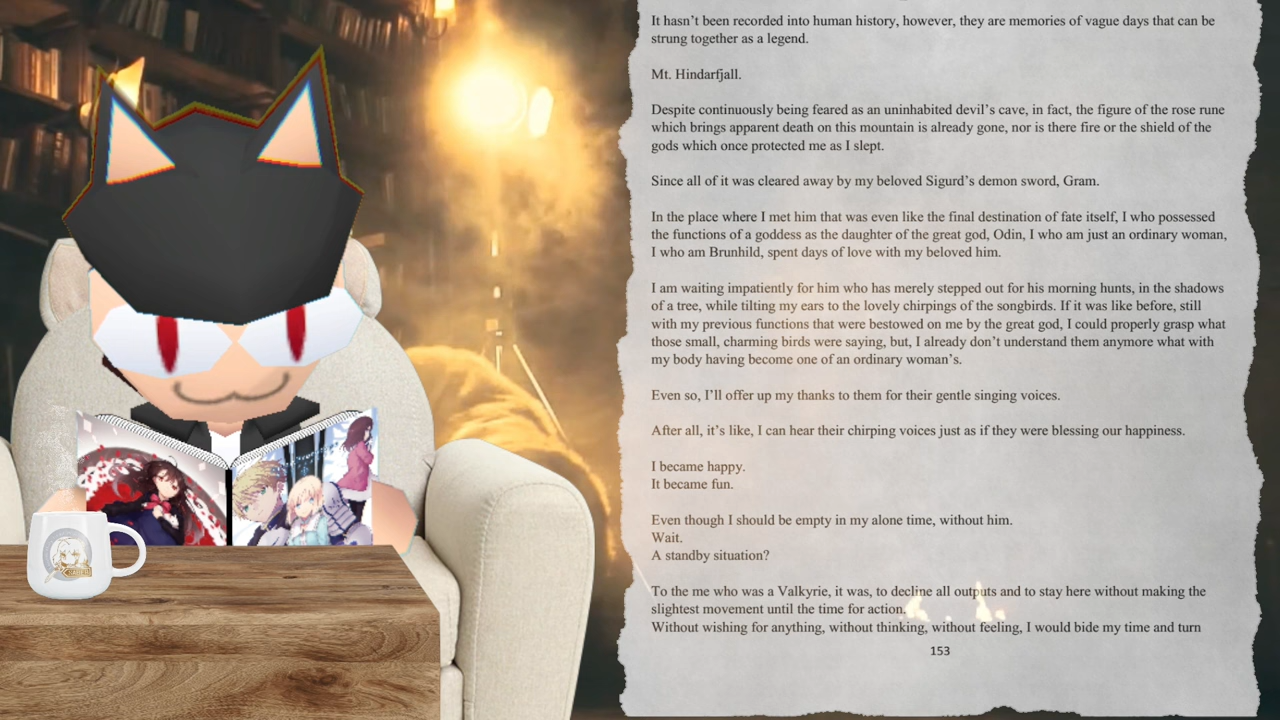 It hasn't been recorded into human history, however, they are memories of vague days that can be
strung together as a legend.
Mt. Hindarfjall.
Despite continuously being feared as an uninhabited devil's cave, in fact, the figure of the rose rune
which brings apparent death on this mountain is already gone, nor is there fire or the shield of the
gods which once protected me as I slept.
Since all of it was cleared away by my beloved Sigurd's demon sword, Gram.
In the place where I met him that was even like the final destination of fate itself, I who possessed
the functions of a goddess as the daughter of the great god, Odin, I who am just an ordinary woman,
I who am Brunhild, spent days of love with my beloved him.
I am waiting impatiently for him who has merely stepped out for his morning hunts, in the shadows
of a tree, while tilting my ears to the lovely chirpings of the songbirds. If it was like before, still
with my previous functions that were bestowed on me by the great god, I could properly grasp what
those small, charming birds were saying, but, I already don't understand them anymore what with
my body having become one of an ordinary woman's.
Even so, I'll offer up my thanks to them for their gentle singing voices.
After all, it's like, I can hear their chirping voices just as if they were blessing our happiness.
I became happy.
It became fun.
Even though I should be empty in my alone time, without him.
Wait.
A standby situation?
To the me who was a Valkyrie, it was, to decline all outputs and to stay here without making the
slightest movement until the time for action.
Without wishing for anything, without thinking, without feeling, I would bide my time and turn
153